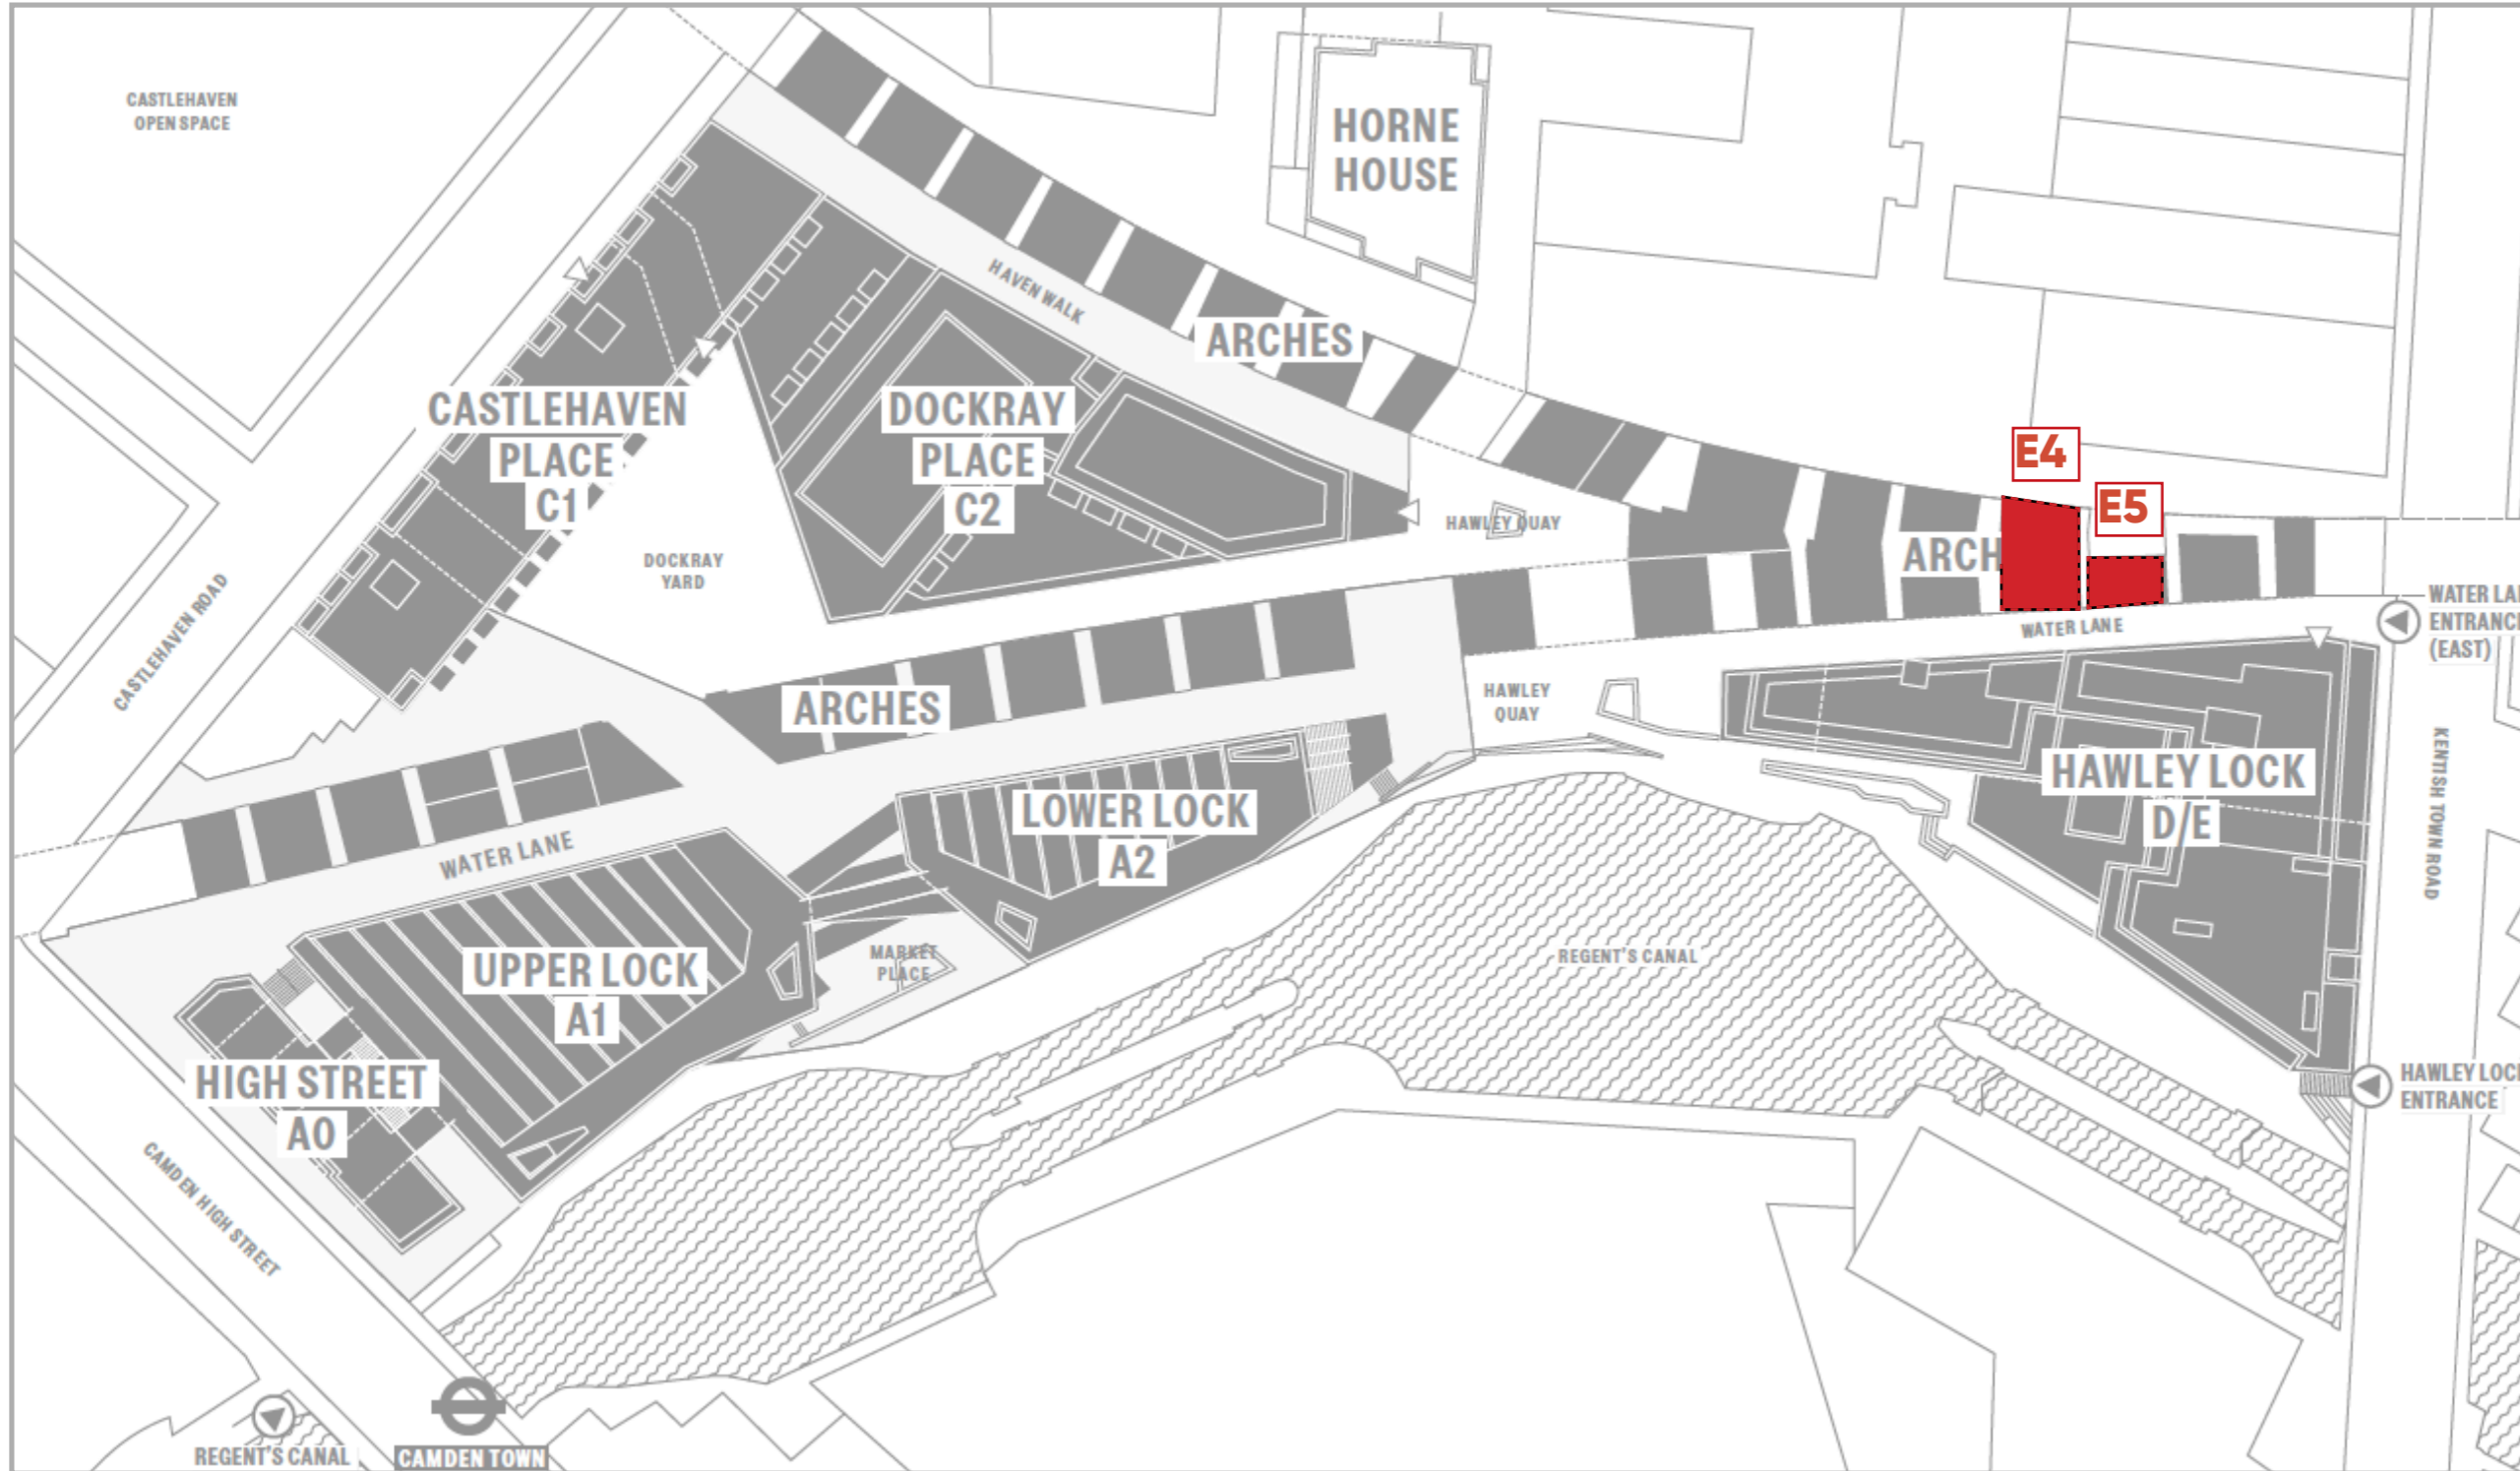 CASTLEHAVEN
OPEN SPACE
HORNE
HOUSE
HAVEN WALK
ARCHES
CASTLEHAVEN
PLACE
C1
DOCKRAY
PLACE
C2
E4
E5
HAWLEY QUAY
ARCH
DOCKRAY
YARD
CASTLEHAVEN ROAD
WATER LANE
WATER LA
ENTRANCE
(EAST)
ARCHES
HAWLEY
QUAY
KENTISH TOWN ROAD
HAWLEY LOCK
D/E
LOWER LOCK
A2
WATER LANE
UPPER LOCK
A1
MARKET
PLACE
REGENT'S CANAL
HIGH STREET
A0
HAWLEY LOC
ENTRANCE
CAMDEN HIGH STREET
REGENT'S CANAL
CAMDEN TOWN